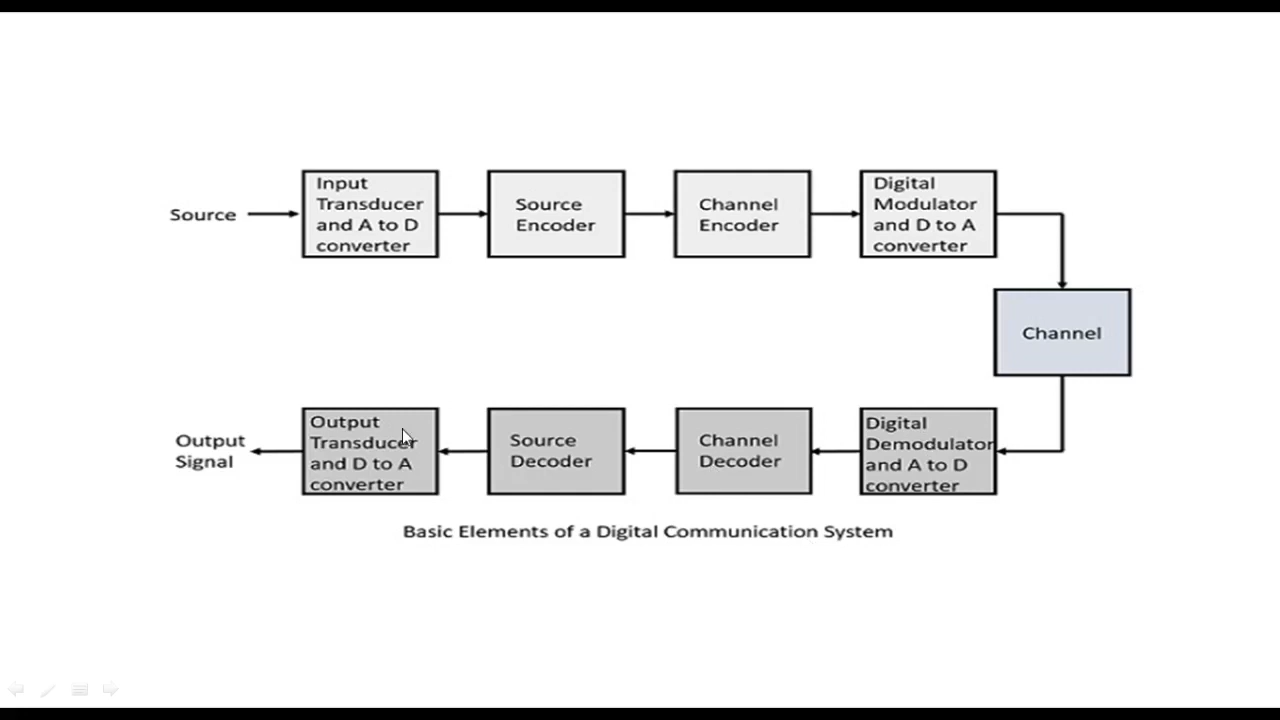 Source
Input
Transducer
and A to D
converter
Source
Encoder
Channel
Encoder
Digital
Modulator
and D to A
converter
Channel
Output
Signal
Output
Transducer
and D to A
converter
Source
Decoder
Channel
Decoder
Digital
Demodulator
and A to D
converter
Basic Elements of a Digital Communication System